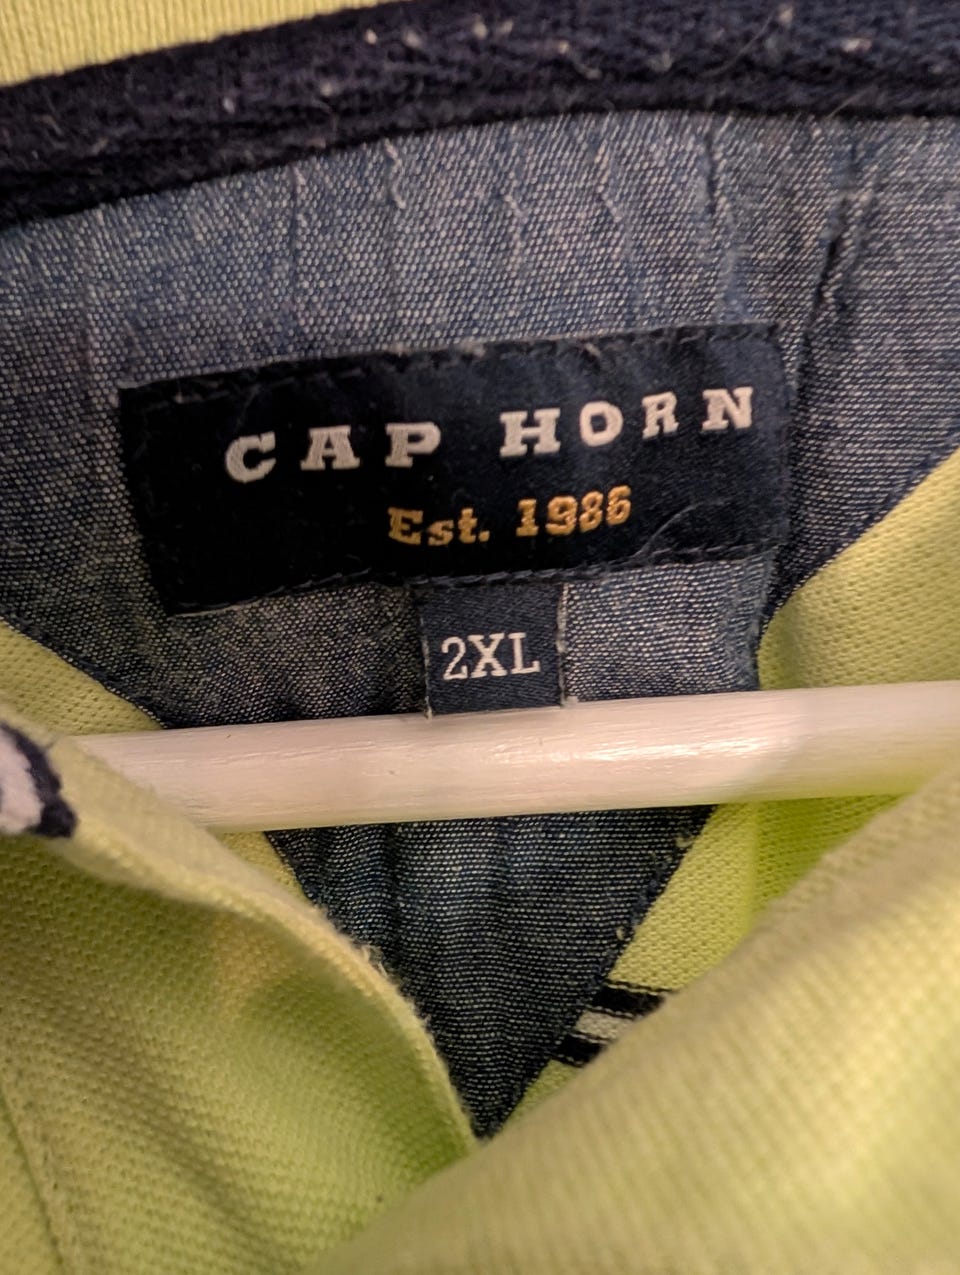 CAP HORN
Est. 1986
2XL